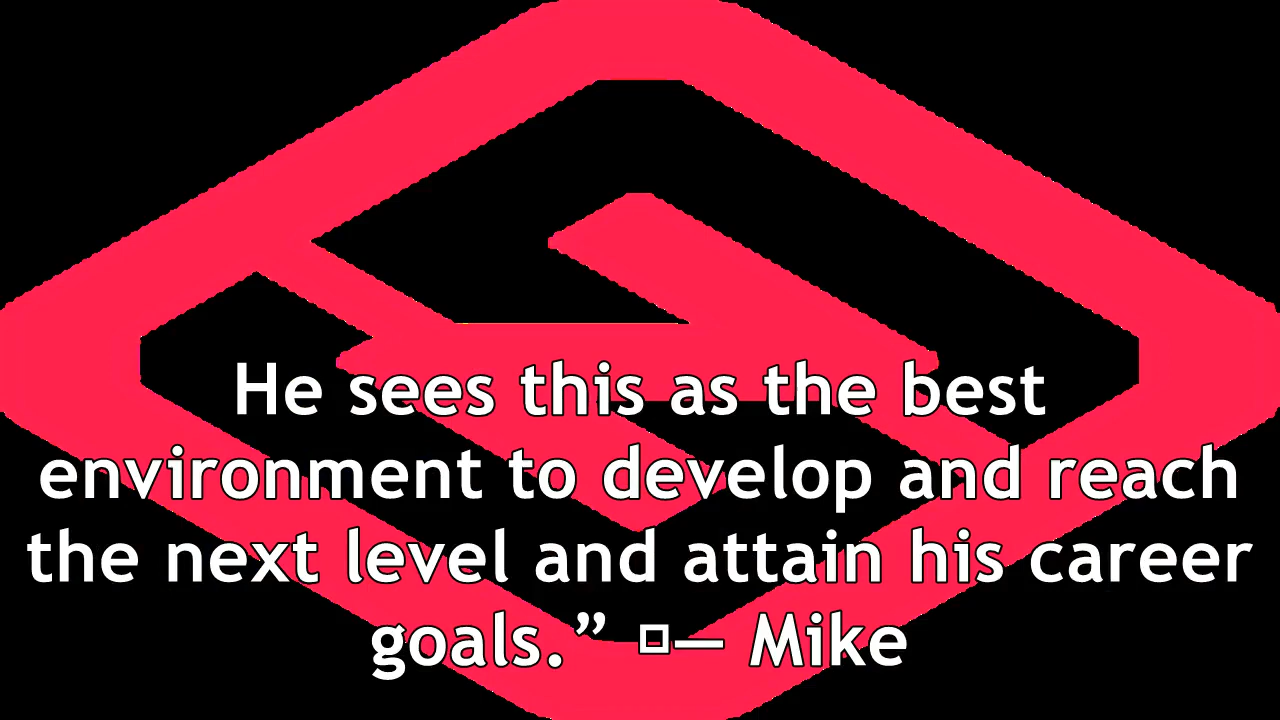 He sees this as the best
environment to develop and reach
the next level and attain his career
goals.” □— Mike